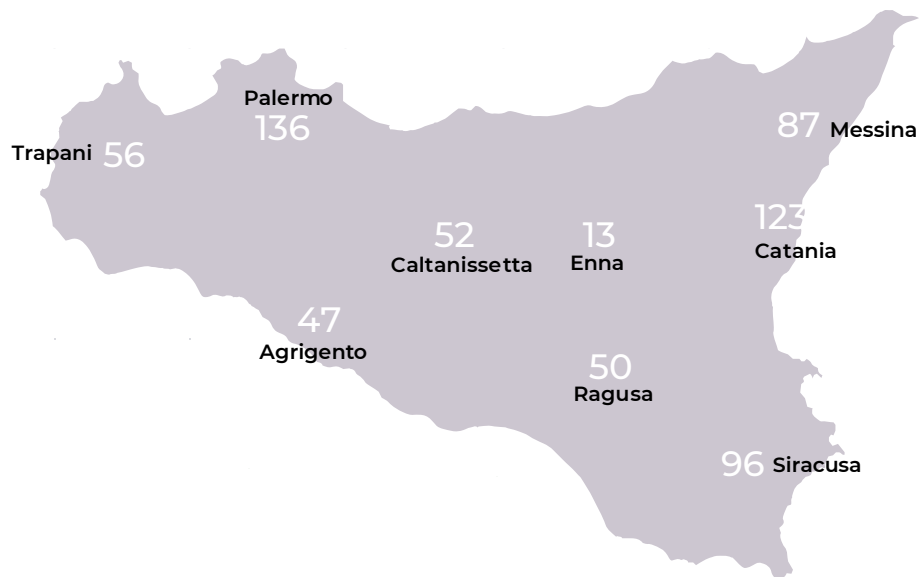 Palermo
136
87 Messina
Trapani 56
123
Catania
52
Caltanissetta
13
Enna
47
Agrigento
50
Ragusa
96 Siracusa